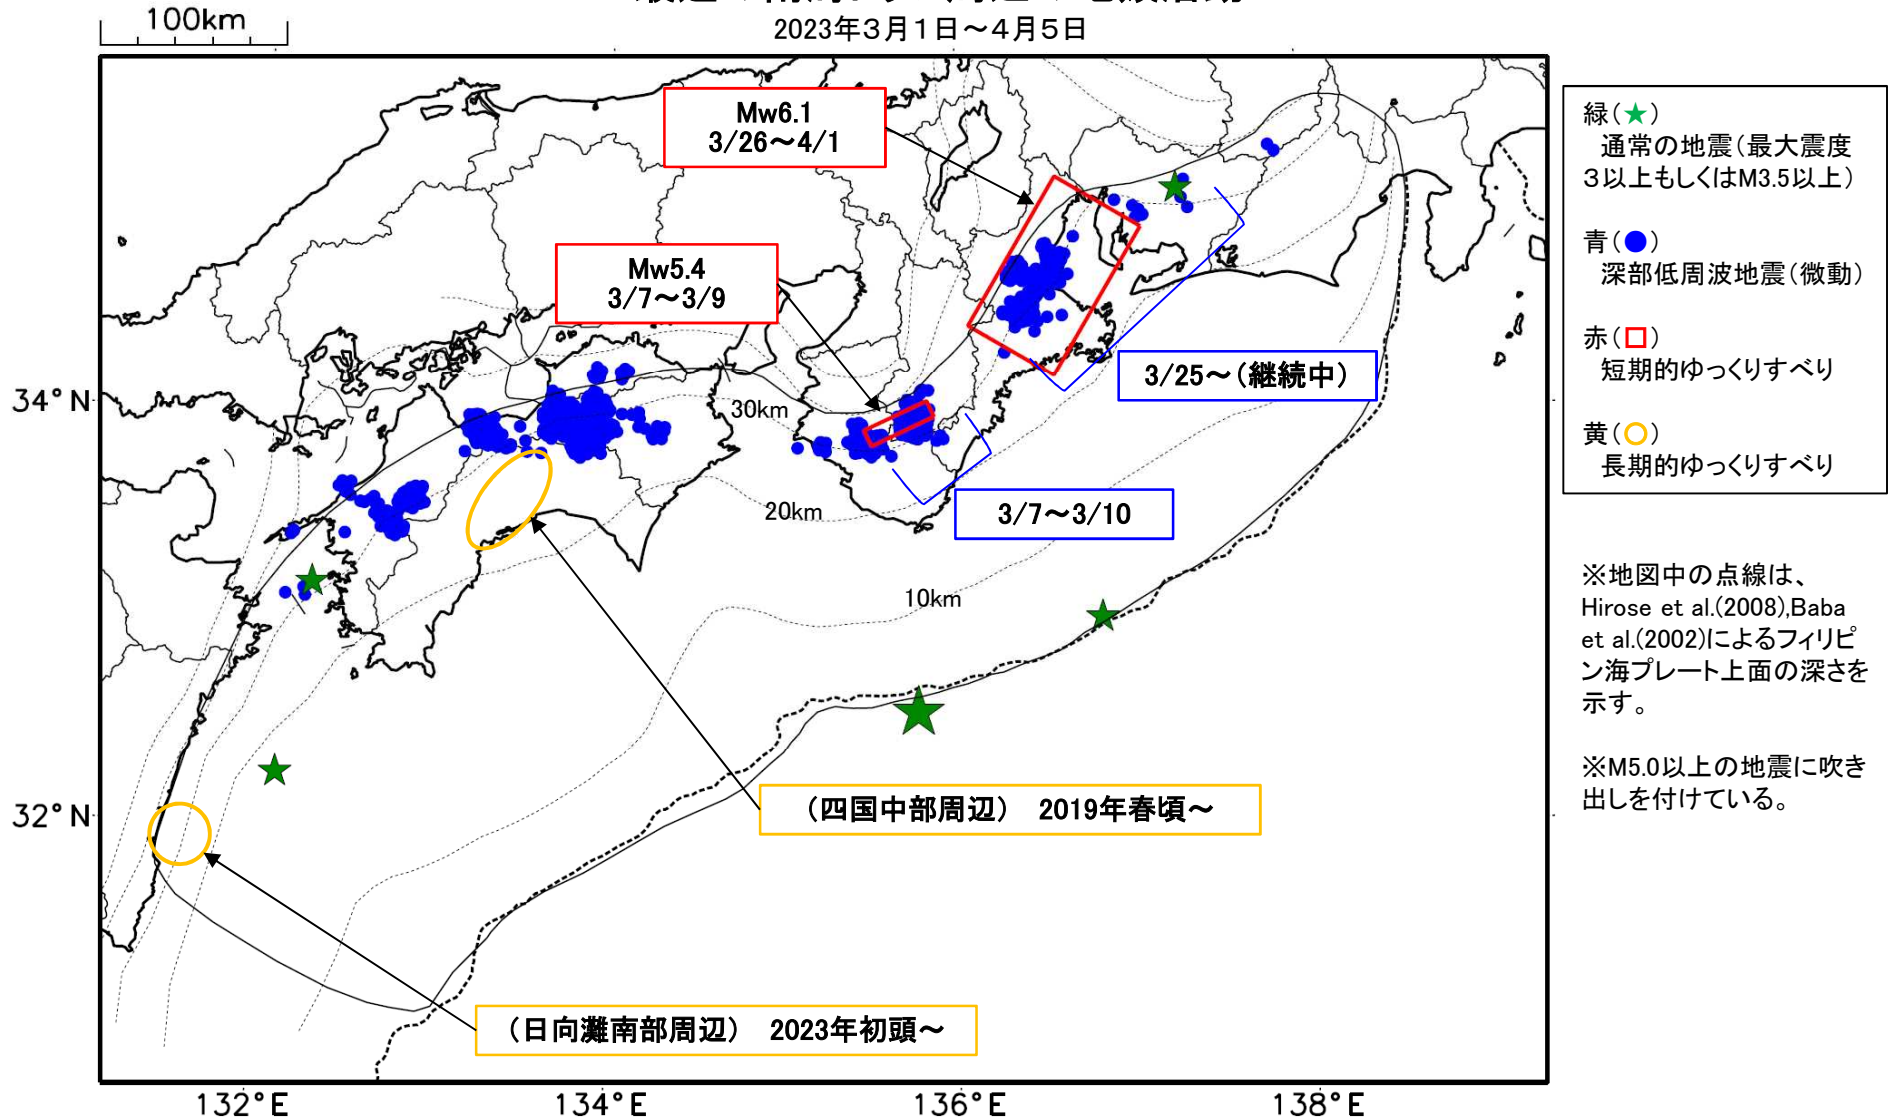 100km
2023年3月1日～4月5日
Mw6.1
3/26～4/1
Mw5.4
3/7～3/9
3/25～（継続中）
3/7～3/10
30km
20km
10km
（四国中部周辺） 2019年春頃～
（日向灘南部周辺） 2023年初頭～
34°N
32°N
132°E
134°E
136°E
138°E
緑（★）
通常の地震（最大震度
３以上もしくはM3.5以上）
青（●）
深部低周波地震（微動）
赤（□）
短期的ゆっくりすべり
黄（○）
長期的ゆっくりすべり
※地図中の点線は、
Hirose et al.(2008),Baba
et al.(2002)によるフィリピ
ン海プレート上面の深さを
示す。
※M5.0以上の地震に吹き
出しを付けている。